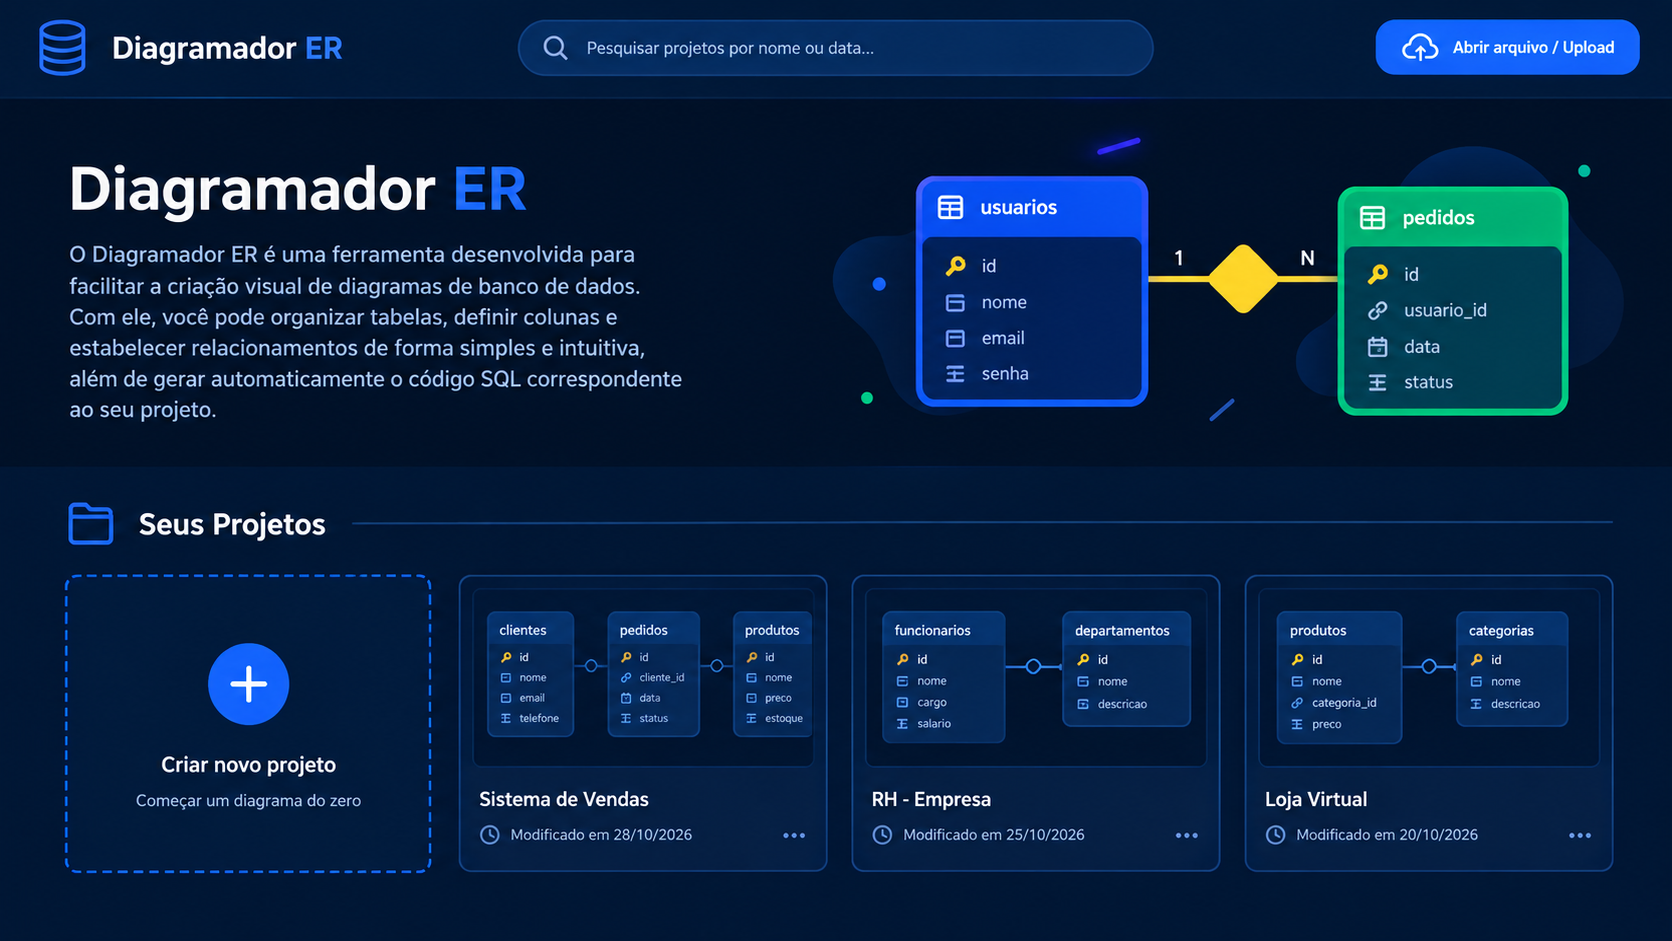 Diagramador ER
Pesquisar projetos por nome ou data...
Abrir arquivo / Upload
Diagramador ER
O Diagramador ER é uma ferramenta desenvolvida para
facilitar a criação visual de diagramas de banco de dados.
Com ele, você pode organizar tabelas, definir colunas e
estabelecer relacionamentos de forma simples e intuitiva,
além de gerar automaticamente o código SQL correspondente
ao seu projeto.
usuarios
id
nome
email
senha
1
N
pedidos
id
usuario_id
data
status
Seus Projetos
Criar novo projeto
Começar um diagrama do zero
clientes
id
nome
email
telefone
pedidos
id
cliente_id
data
status
produtos
id
nome
preco
estoque
Sistema de Vendas
Modificado em 28/10/2026
funcionarios
id
nome
cargo
salario
departamentos
id
nome
descricao
RH - Empresa
Modificado em 25/10/2026
produtos
id
nome
categoria_id
preco
categorias
id
nome
descricao
Loja Virtual
Modificado em 20/10/2026